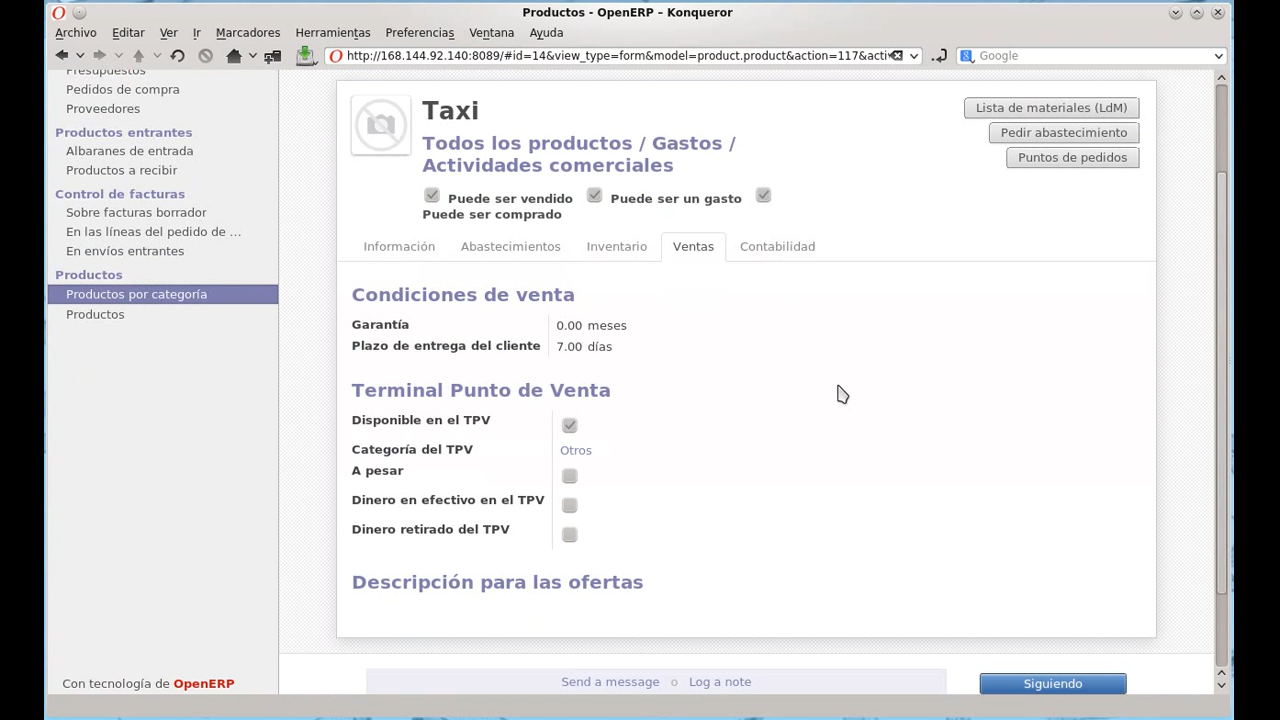 Productos - OpenERP – Konqueror
Archivo Editar Ver Ir Marcadores Herramientas Preferencias Ventana Ayuda
http://168.144.92.140:8089/#id=14&view_type=form&model=product.product&action=117&acti
Google
Presupuestos
Pedidos de compra
Proveedores
Productos entrantes
Albaranes de entrada
Productos a recibir
Control de facturas
Sobre facturas borrador
En las líneas del pedido de ...
En envíos entrantes
Productos
Productos por categoría
Productos
Con tecnología de OpenERP
Taxi
Todos los productos / Gastos /
Actividades comerciales
Puede ser vendido Puede ser un gasto
Puede ser comprado
Lista de materiales (LdM)
Pedir abastecimiento
Puntos de pedidos
Información Abastecimientos Inventario Ventas Contabilidad
Condiciones de venta
Garantía 0.00 meses
Plazo de entrega del cliente 7.00 días
Terminal Punto de Venta
Disponible en el TPV
Categoría del TPV Otros
A pesar
Dinero en efectivo en el TPV
Dinero retirado del TPV
Descripción para las ofertas
Send a message o Log a note
Siguiendo